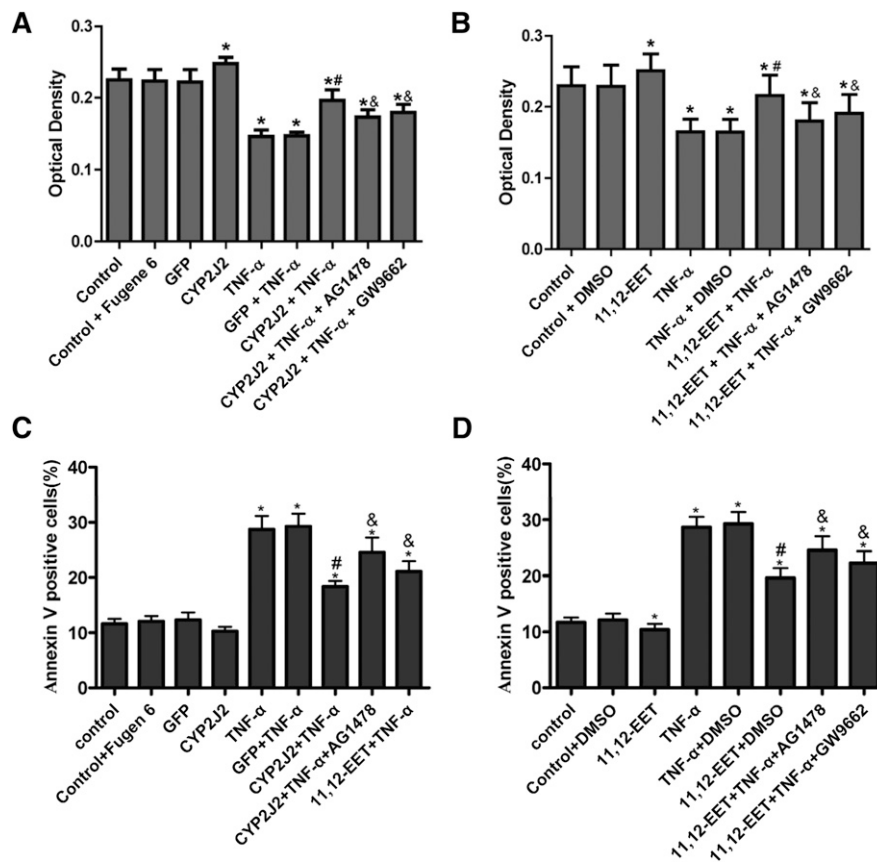 A
Optical Density
0.3
0.2
0.1
0.0
* * * *# *& *&
Control
Control + Fugene 6
GFP
CYP2J2
TNF-α
GFP + TNF-α
CYP2J2 + TNF-α
CYP2J2 + TNF-α + AG1478
CYP2J2 + TNF-α + GW9662
B
Optical Density
0.3
0.2
0.1
0.0
* * * *# *& *&
Control
Control + DMSO
11,12-EET
TNF-α
TNF-α + DMSO
11,12-EET + TNF-α
11,12-EET + TNF-α + AG1478
11,12-EET + TNF-α + GW9662
C
Annexin V positive cells(%)
40
30
20
10
0
* * # * & * & *
control
Control+Fugen 6
GFP
CYP2J2
TNF-α
GFP+TNF-α
CYP2J2+TNF-α
CYP2J2+TNF-α+AG1478
11,12-EET+TNF-α
D
Annexin V positive cells(%)
40
30
20
10
0
* * * # * & * & *
control
Control+DMSO
11,12-EET
TNF-α
TNF-α+DMSO
11,12-EET+DMSO
11,12-EET+TNF-α+AG1478
11,12-EET+TNF-α+GW9662